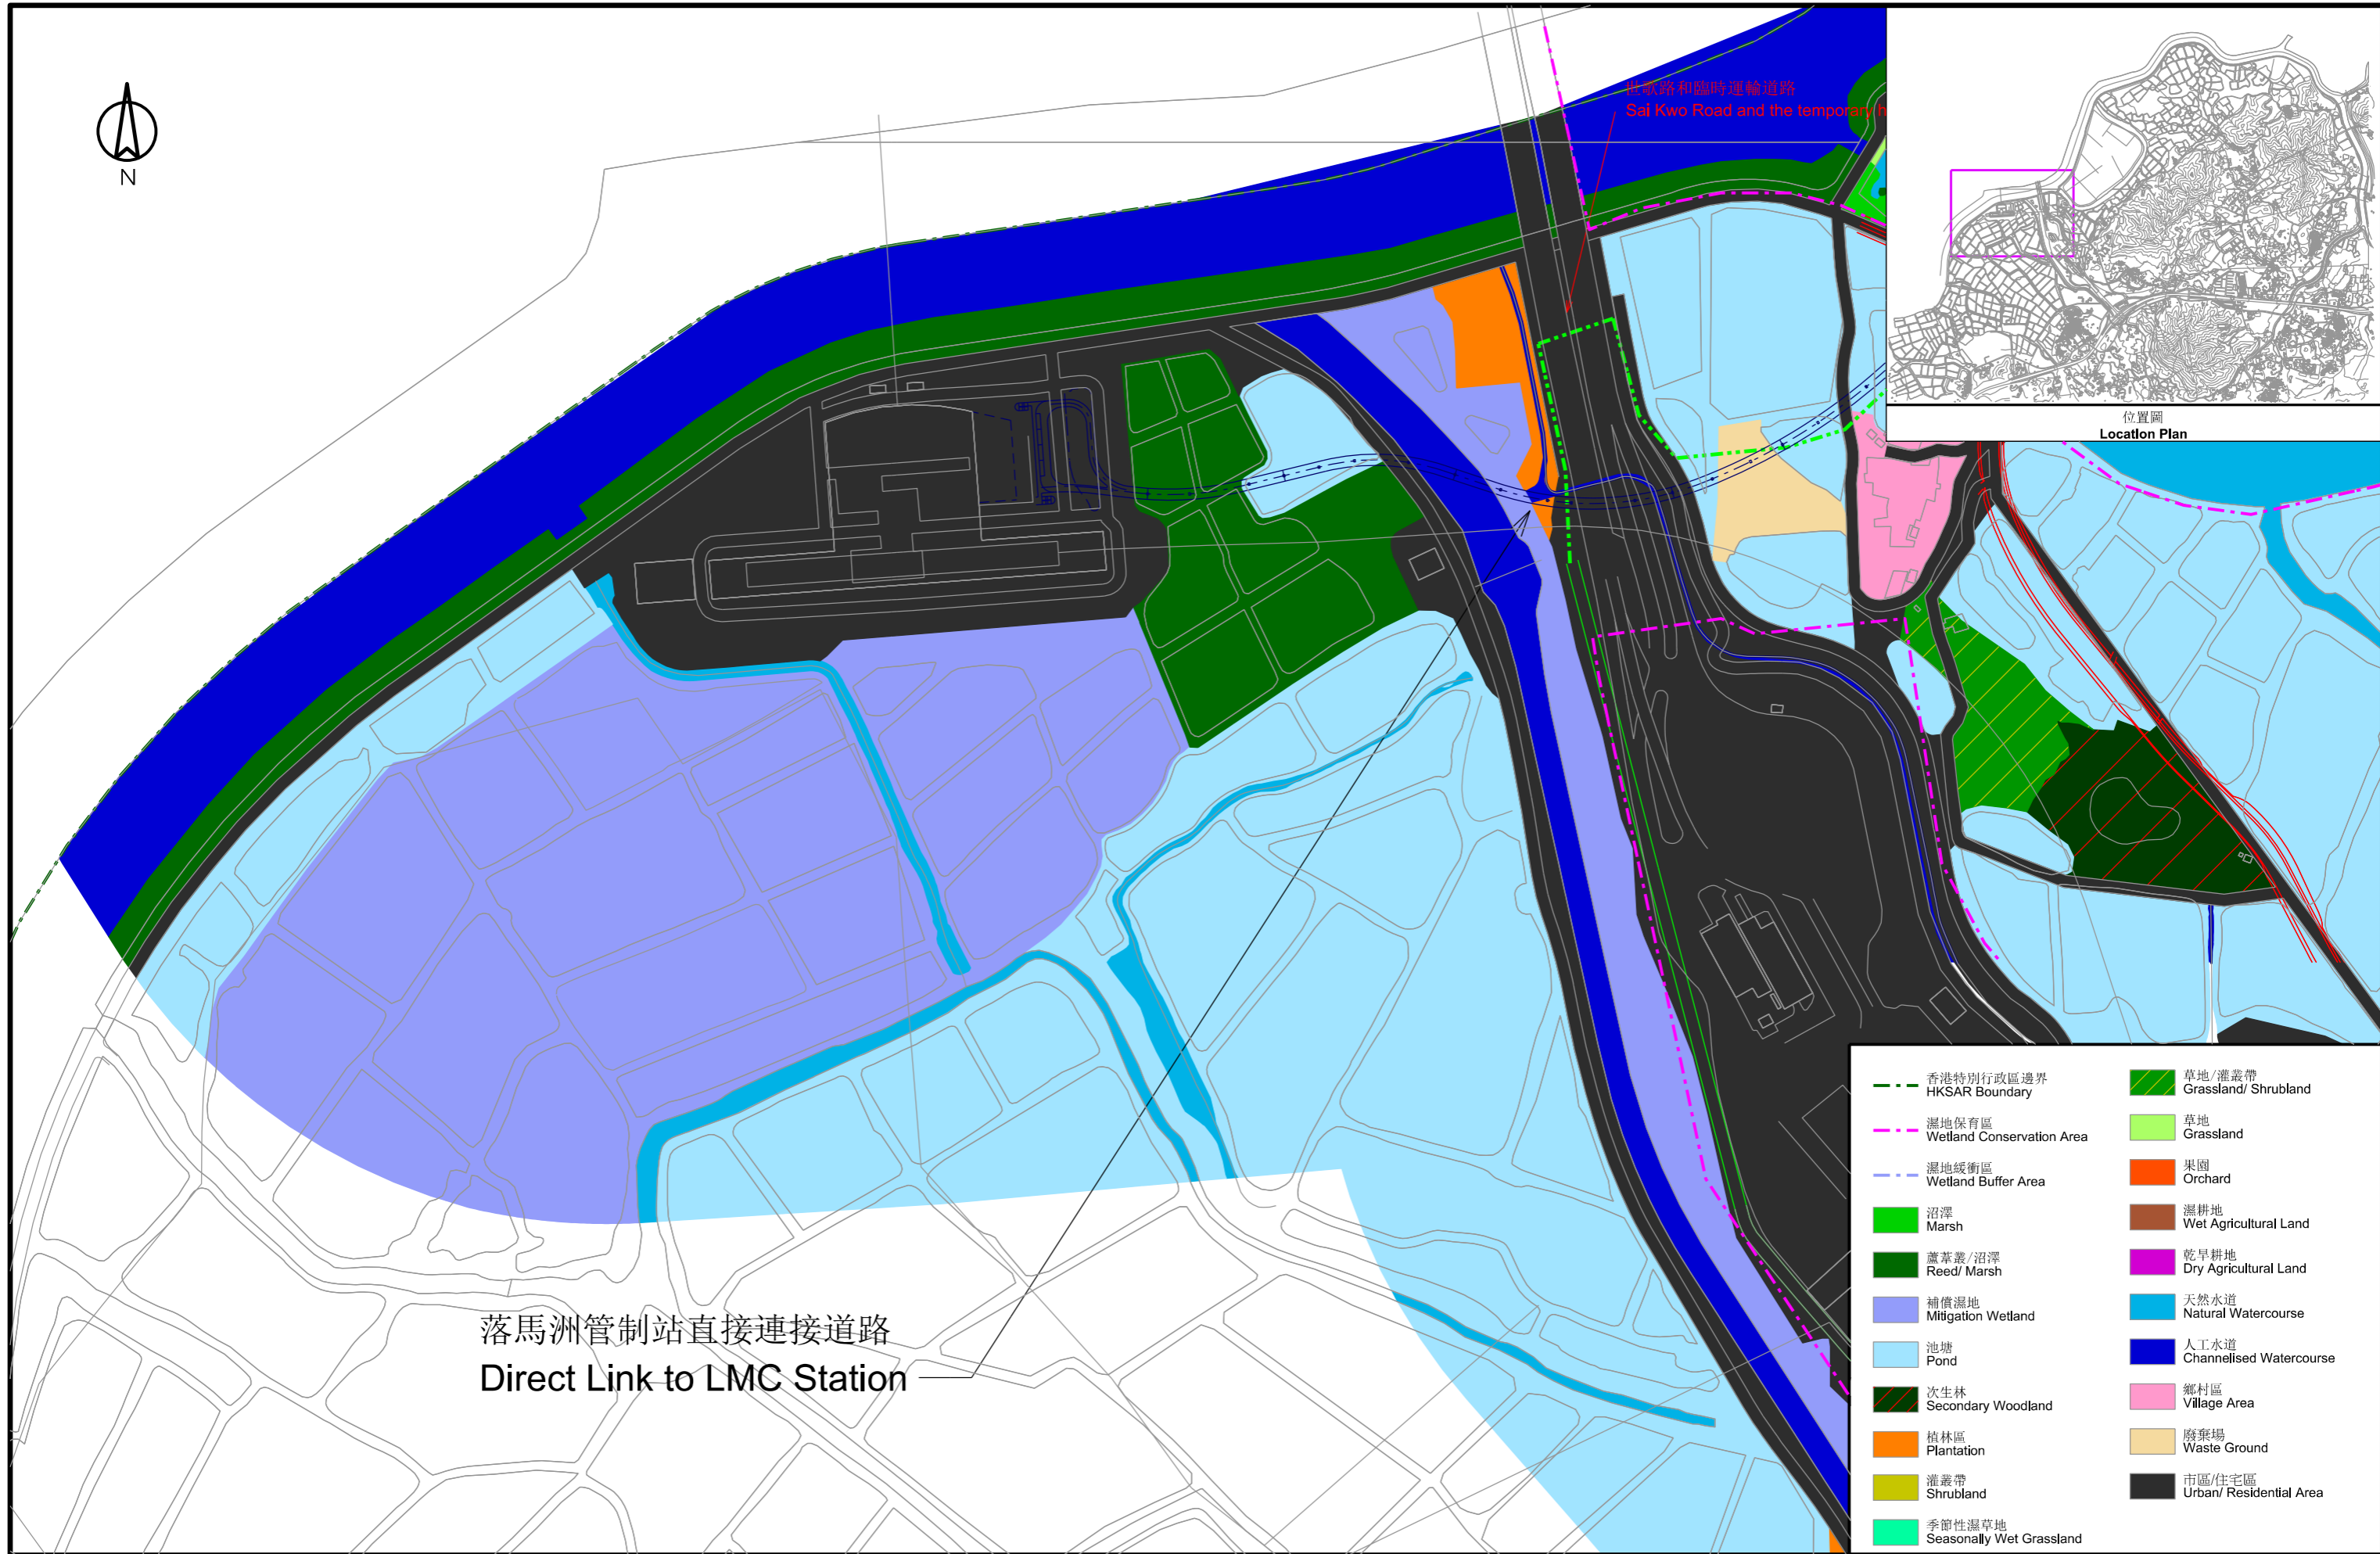 N
世歌路和臨時運輸道路
Sai Kwo Road and the temporary h
位置圖
Location Plan
落馬洲管制站直接連接道路
Direct Link to LMC Station
香港特別行政區邊界
HKSAR Boundary
濕地保育區
Wetland Conservation Area
濕地緩衝區
Wetland Buffer Area
沼澤
Marsh
蘆葦叢/沼澤
Reed/ Marsh
補償濕地
Mitigation Wetland
池塘
Pond
次生林
Secondary Woodland
植林區
Plantation
灌叢帶
Shrubland
季節性濕草地
Seasonally Wet Grassland
草地/灌叢帶
Grassland/ Shrubland
草地
Grassland
果園
Orchard
濕耕地
Wet Agricultural Land
乾旱耕地
Dry Agricultural Land
天然水道
Natural Watercourse
人工水道
Channelised Watercourse
鄉村區
Village Area
廢棄場
Waste Ground
市區/住宅區
Urban/ Residential Area